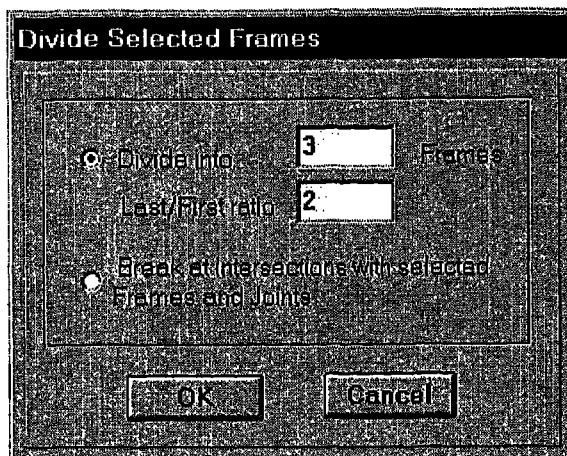 Divide Selected Frames
Divide into 3 Frames
Last/First ratio 2
Break at intersections with selected
Frames and Joints
OK Cancel